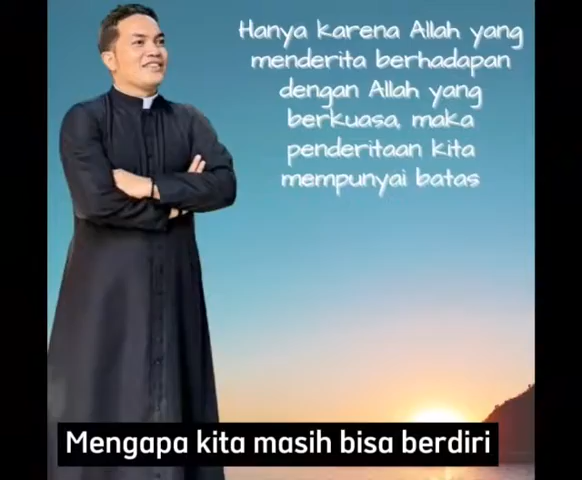 Hanya karena Allah yang
menderita berhadapan
dengan Allah yang
berkuasa, maka
penderitaan kita
mempunyai batas
Mengapa kita masih bisa berdiri